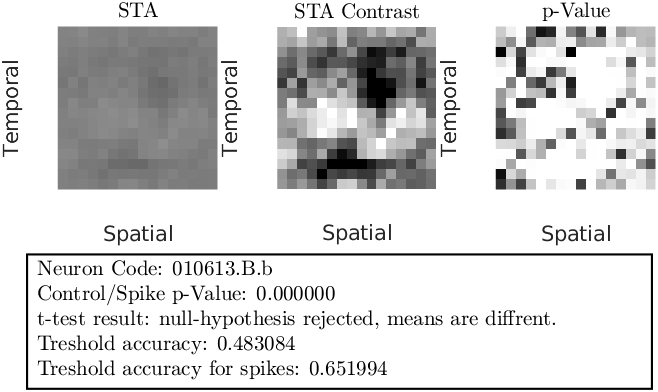 STA
STA Contrast
p-Value
Temporal
Temporal
Temporal
Spatial
Spatial
Spatial
Neuron Code: 010613.B.b
Control/Spike p-Value: 0.000000
t-test result: null-hypothesis rejected, means are diffrent.
Treshold accuracy: 0.483084
Treshold accuracy for spikes: 0.651994